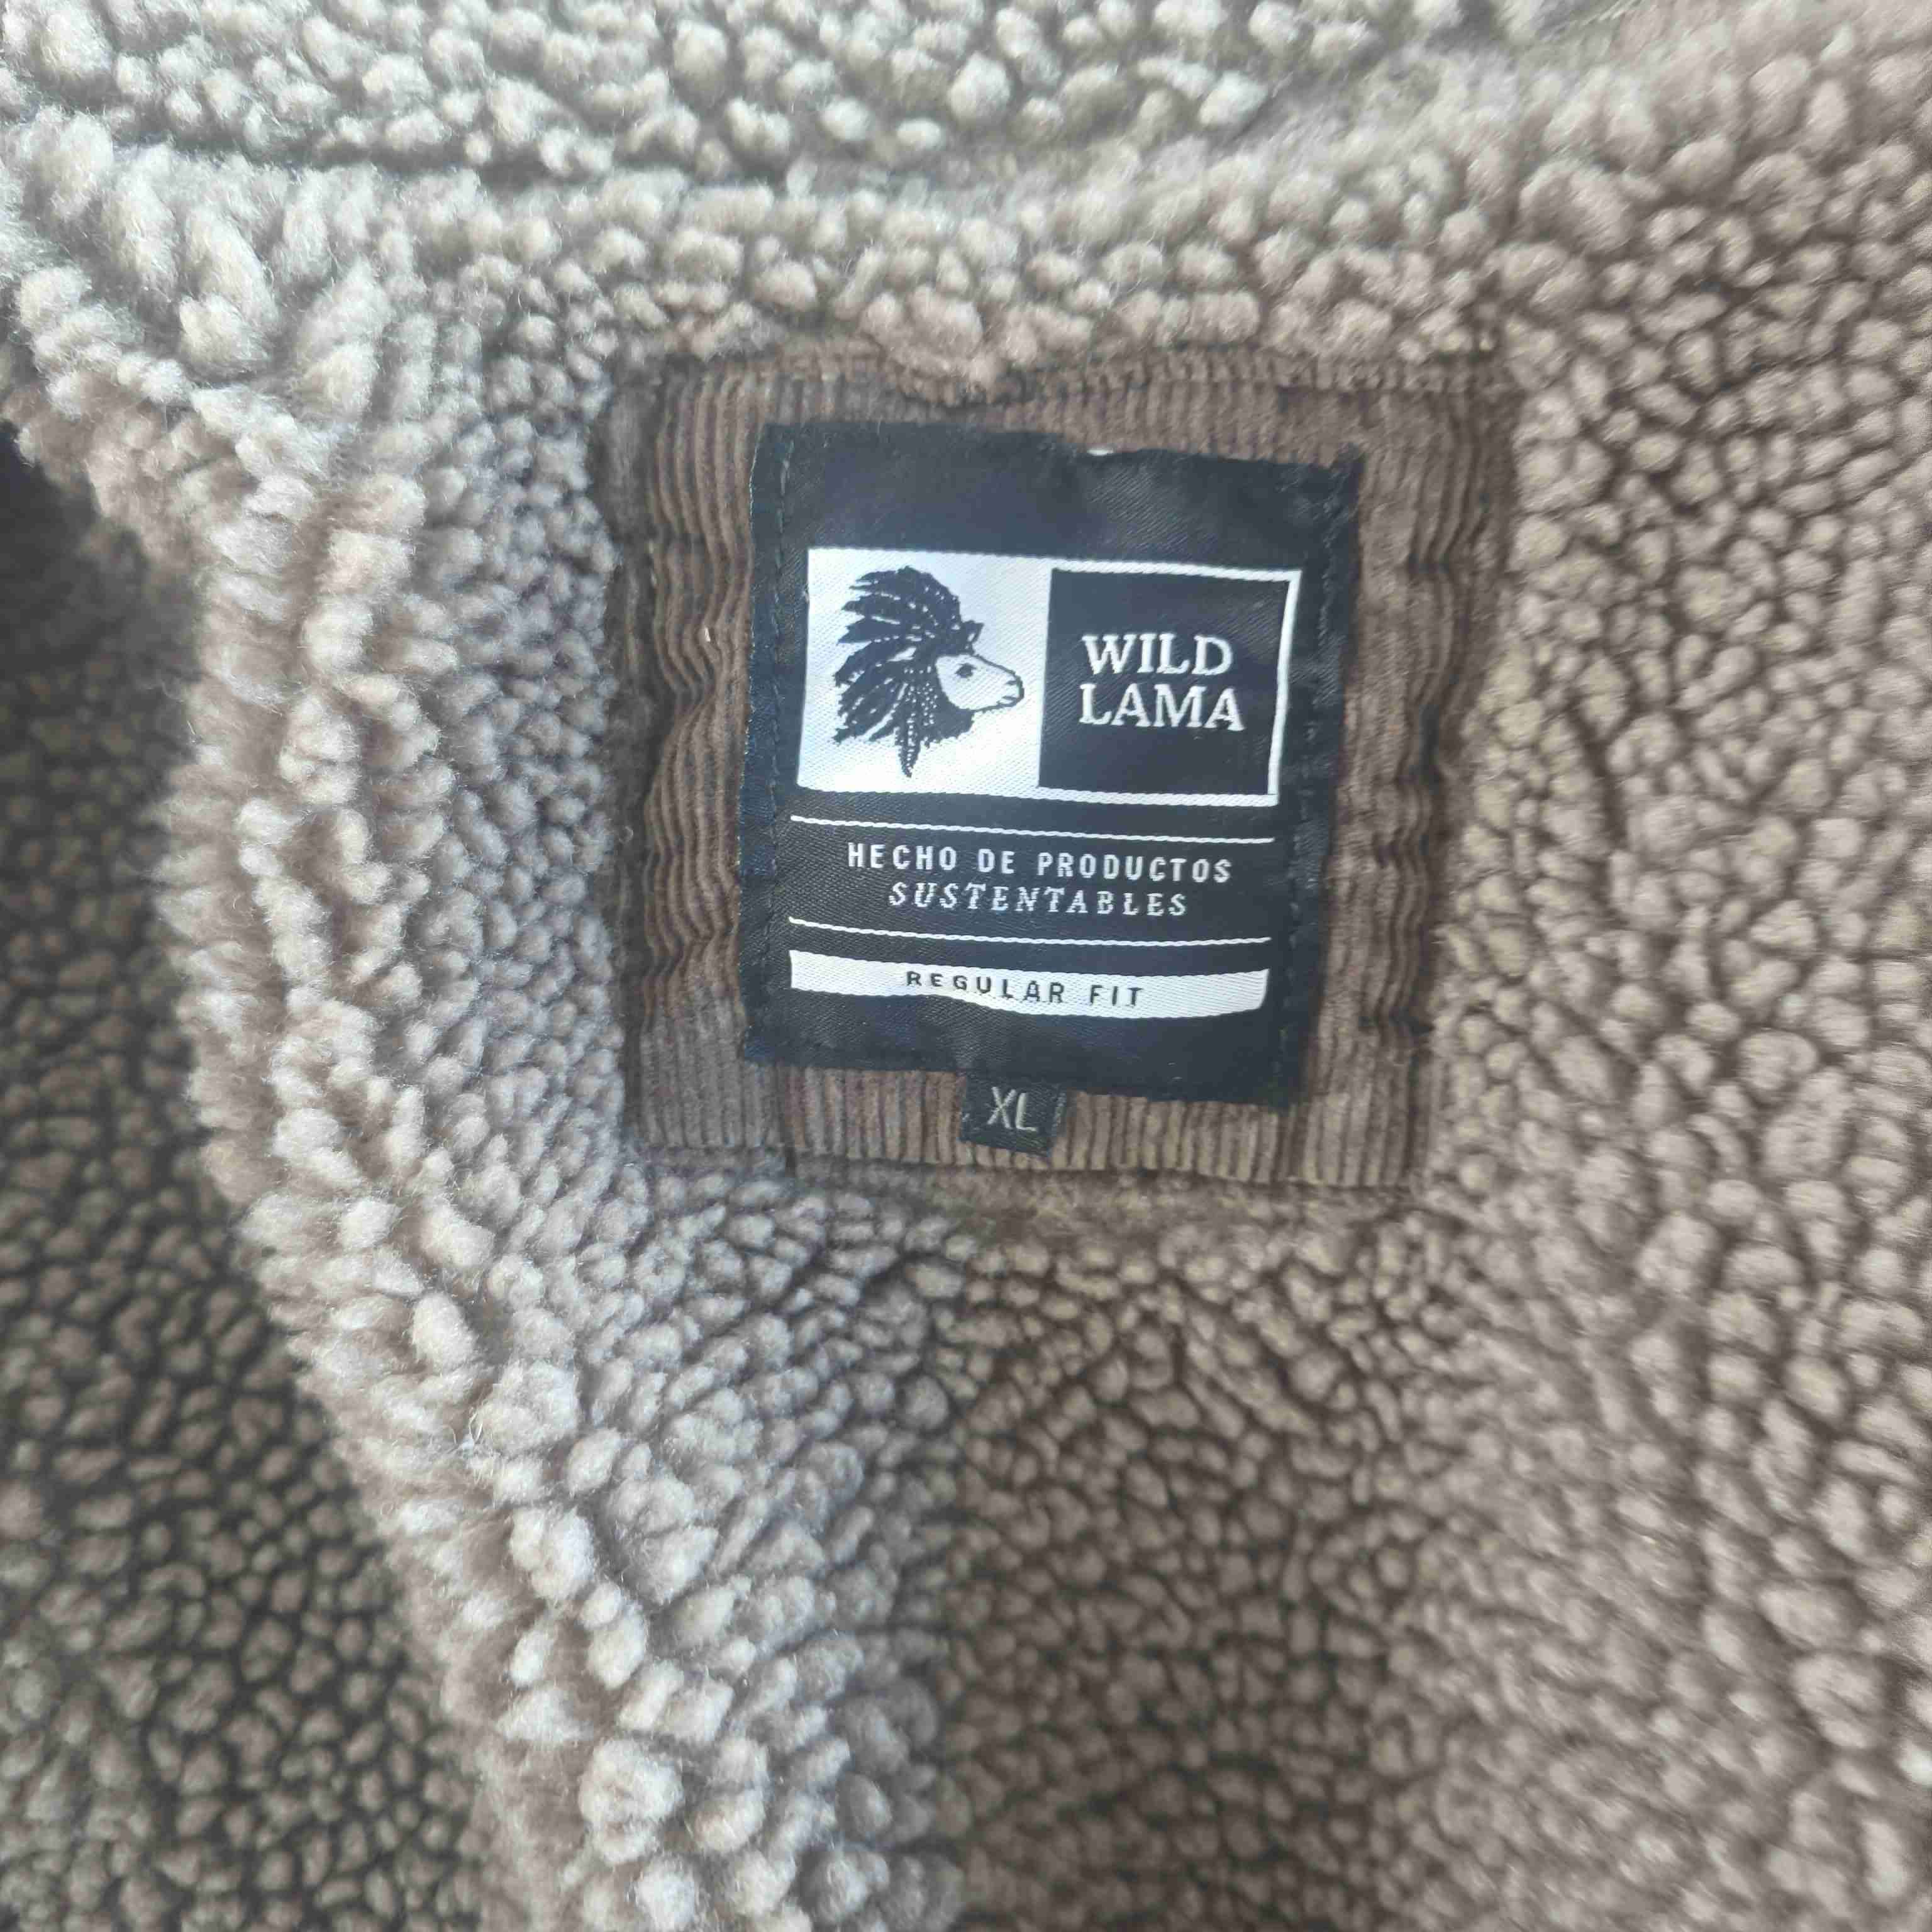 WILD
LAMA
HECHO DE PRODUCTOS
SUSTENTABLES
REGULAR FIT
XL